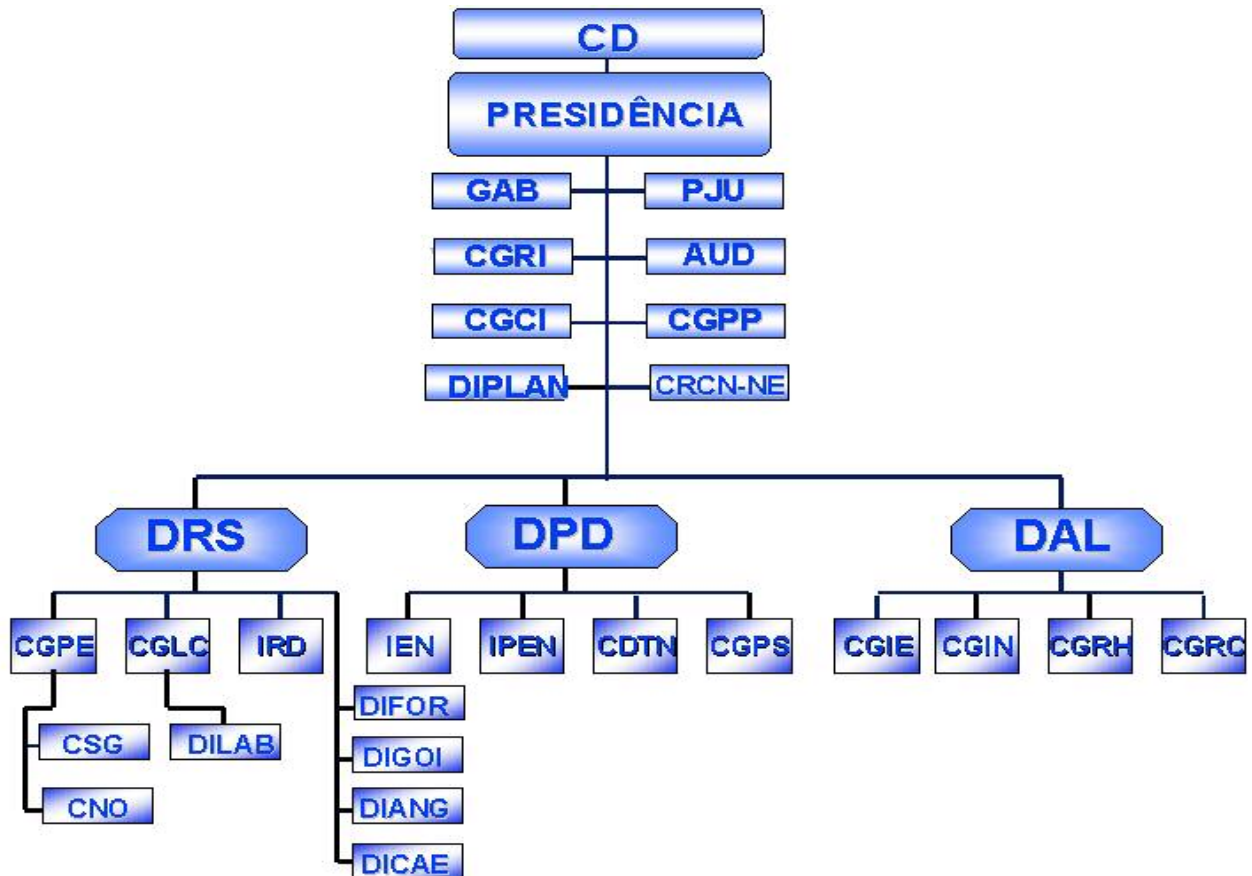 CD
PRESIDÊNCIA
GAB
PJU
CGRI
AUD
CGCI
CGPP
DIPLAN
CRCN-NE
DRS
DPD
DAL
CGPE
CGLC
IRD
IEN
IPEN
CDTN
CGPS
CGIE
CGIN
CGRH
CGRC
DIFOR
CSG
DILAB
DIGOI
CNO
DIANG
DICAE